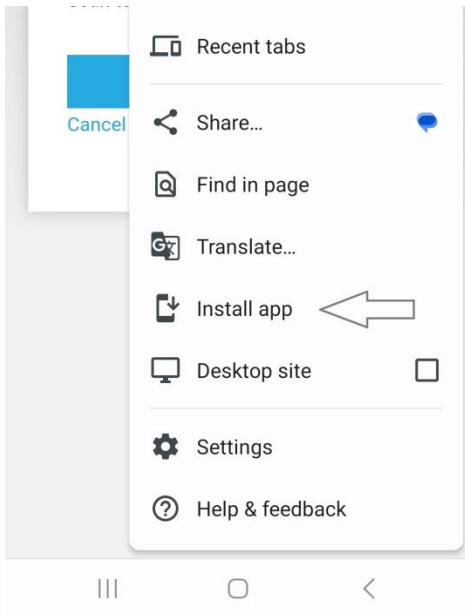 Recent tabs
Share...
Cancel
Find in page
Translate...
Install app
Desktop site
Settings
Help & feedback